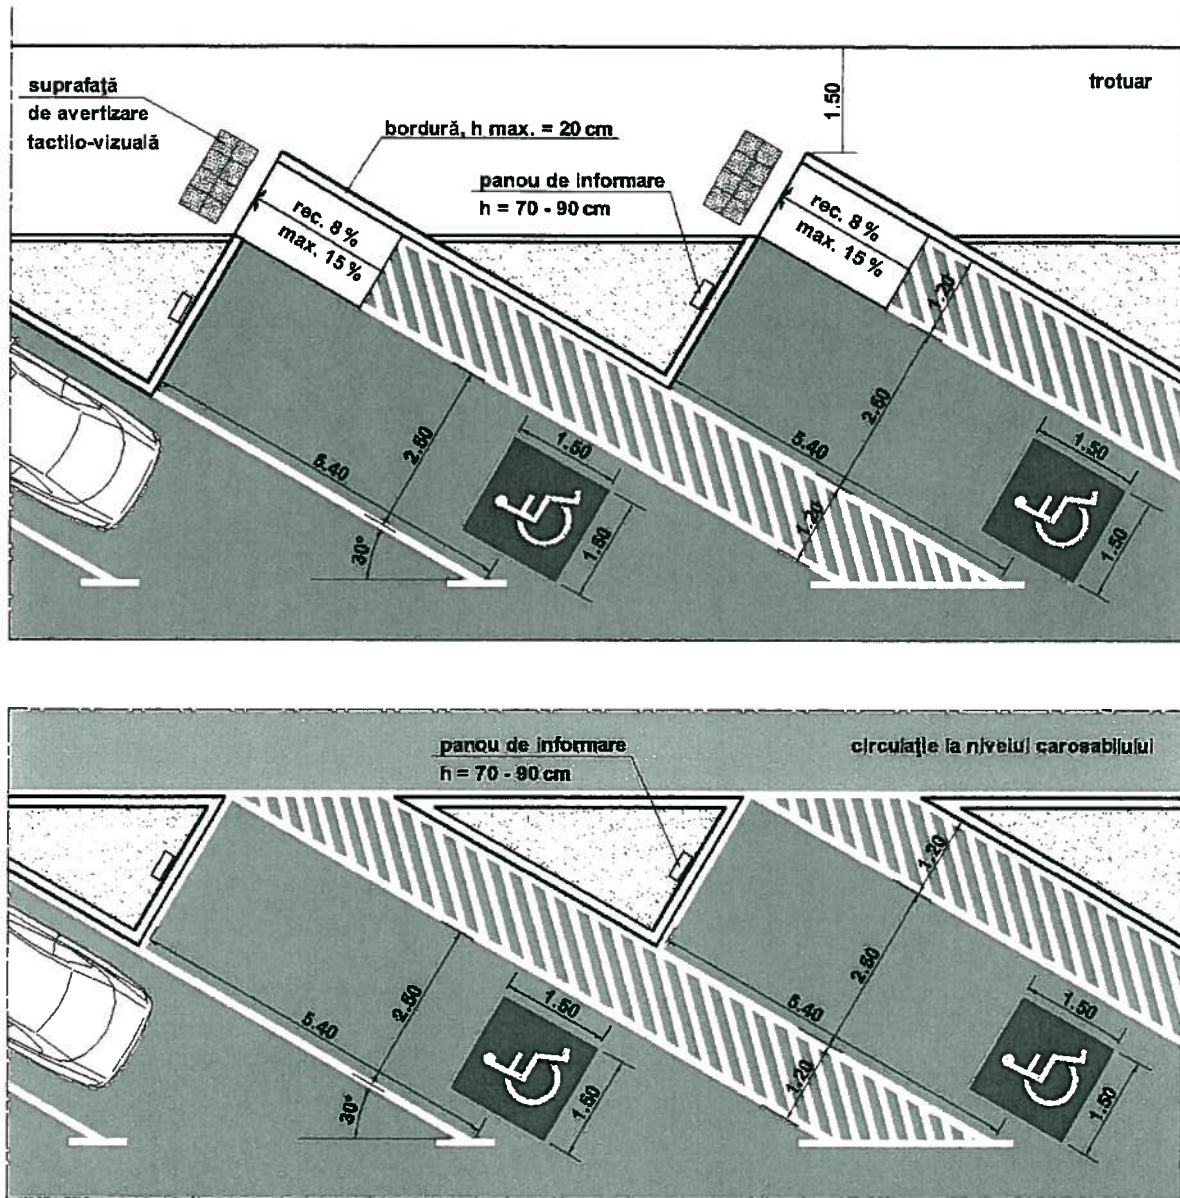 suprafață
de avertizare
tactilo-vizuală
bordură, h max. = 20 cm
panou de informare
h = 70 - 90 cm
1.50
trotuar
rec. 8 %
max. 15 %
rec. 8 %
max. 15 %
1.20
2.50
5.40
2.50
5.40
1.50
1.50
1.50
1.50
1.20
30°
panou de informare
h = 70 - 90 cm
circulație la nivelul carosabilului
1.20
2.50
5.40
2.50
5.40
1.50
1.50
1.50
1.50
1.20
30°